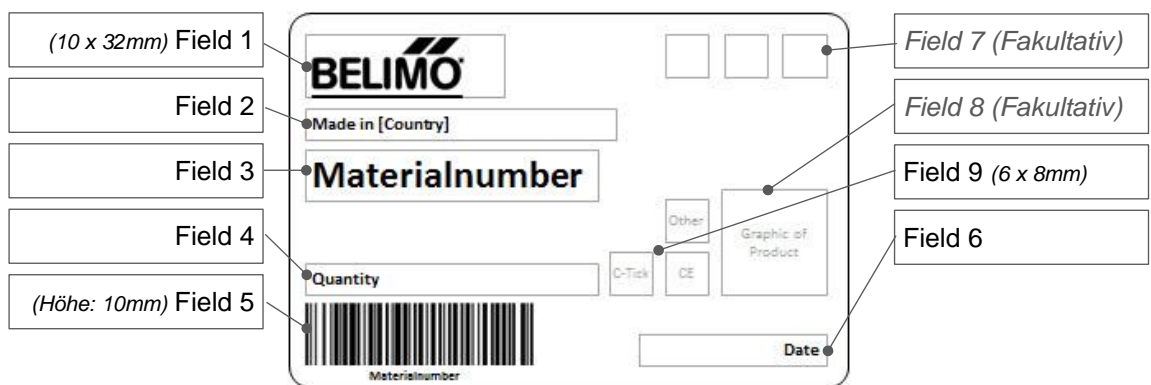 (10 x 32mm) Field 1
Field 2
Field 3
Field 4
(Höhe: 10mm) Field 5
BELIMO
Made in [Country]
Materialnumber
Quantity
Materialnumber
Other
C-Tick
CE
Graphic of
Product
Date
Field 7 (Fakultativ)
Field 8 (Fakultativ)
Field 9 (6 x 8mm)
Field 6